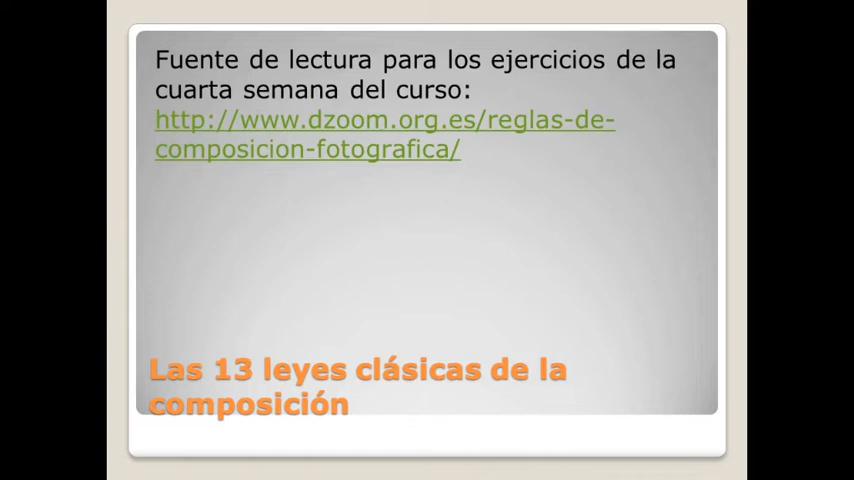 Fuente de lectura para los ejercicios de la
cuarta semana del curso:
http://www.dzoom.org.es/reglas-de-
composicion-fotografica/
Las 13 leyes clásicas de la
composición